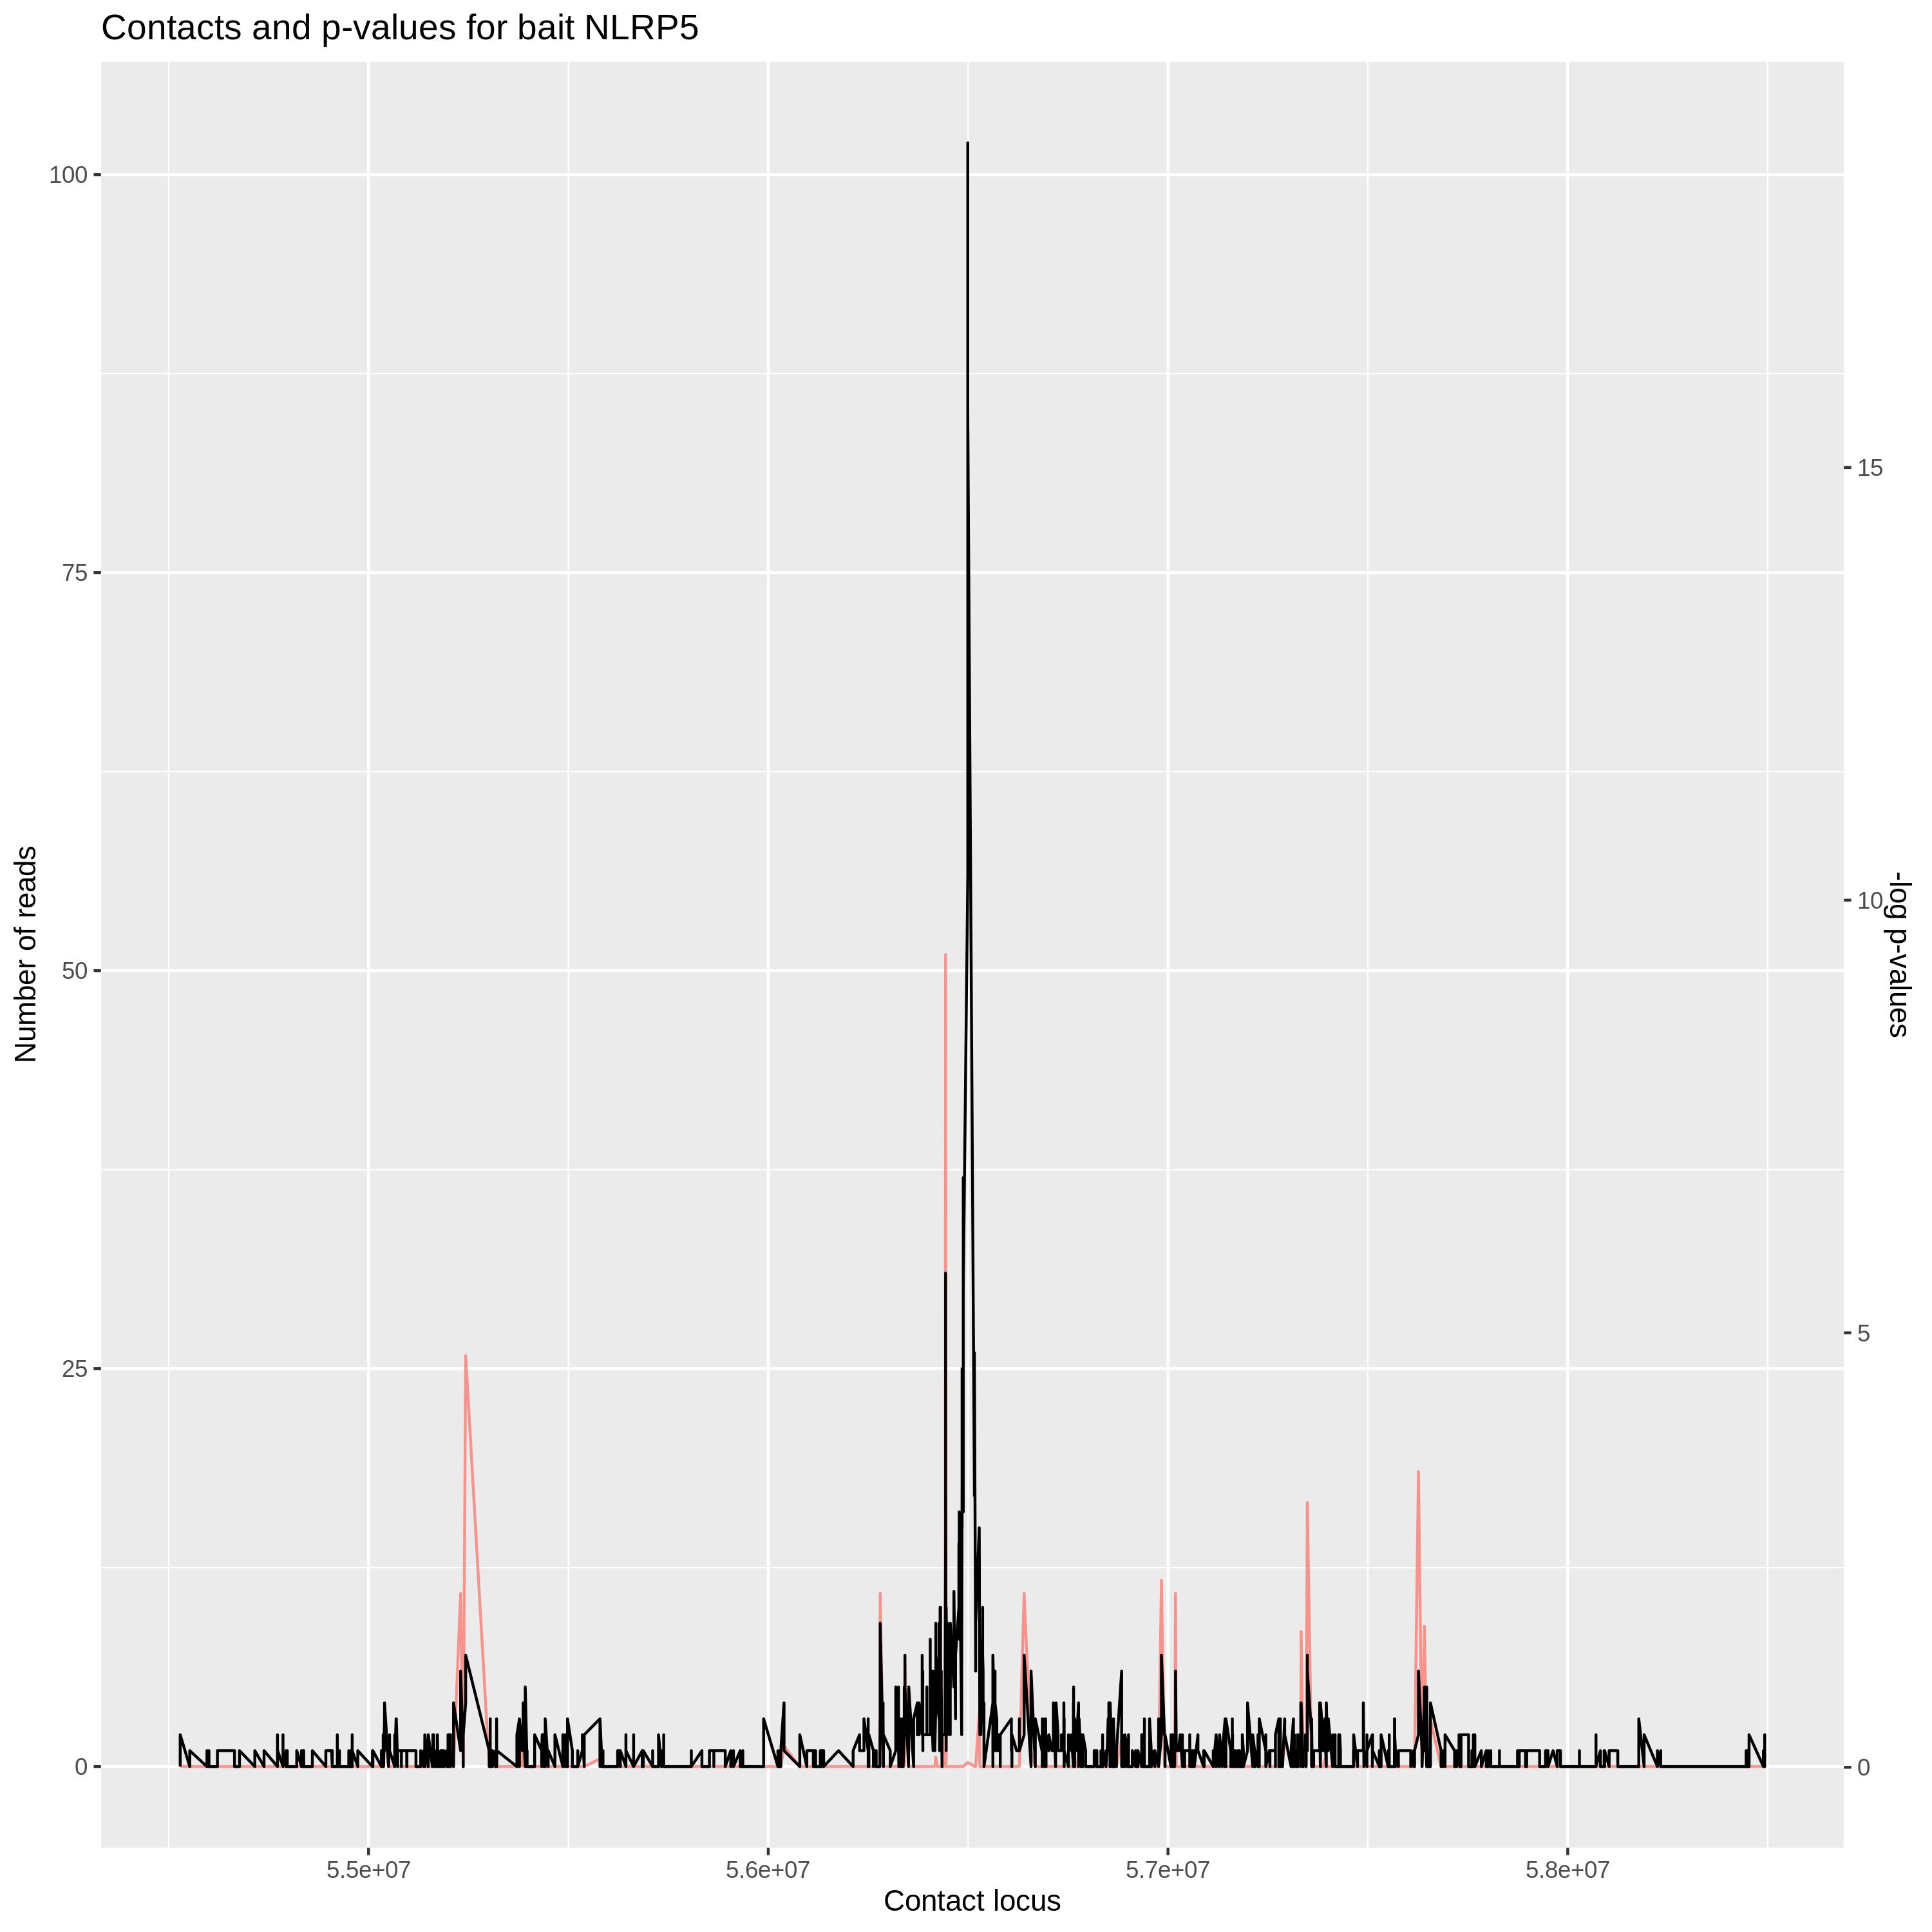 Contacts and p-values for bait NLRP5
100
75
50
25
0
Number of reads
15
10
5
0
-log p-values
5.5e+07
5.6e+07
5.7e+07
5.8e+07
Contact locus